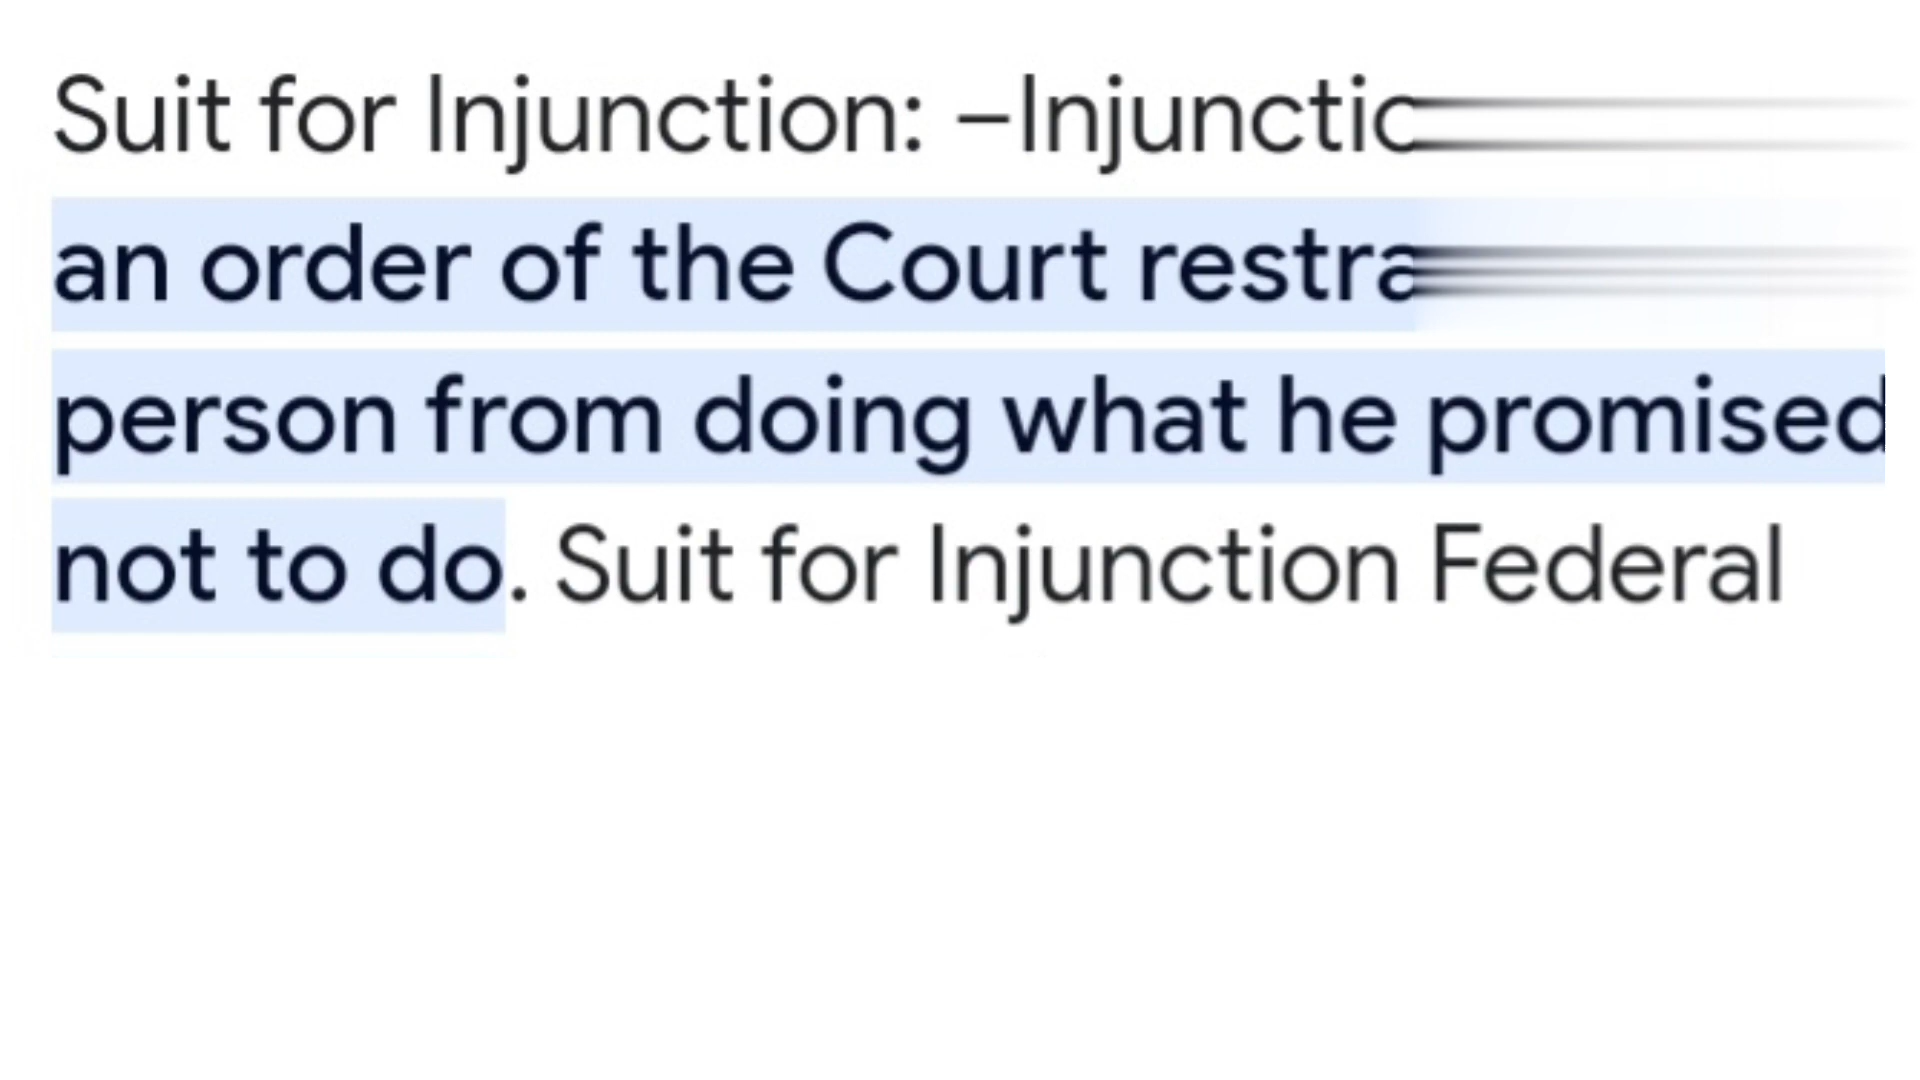 Suit for Injunction: –Injunctio
an order of the Court restra
person from doing what he promised
not to do. Suit for Injunction Federal